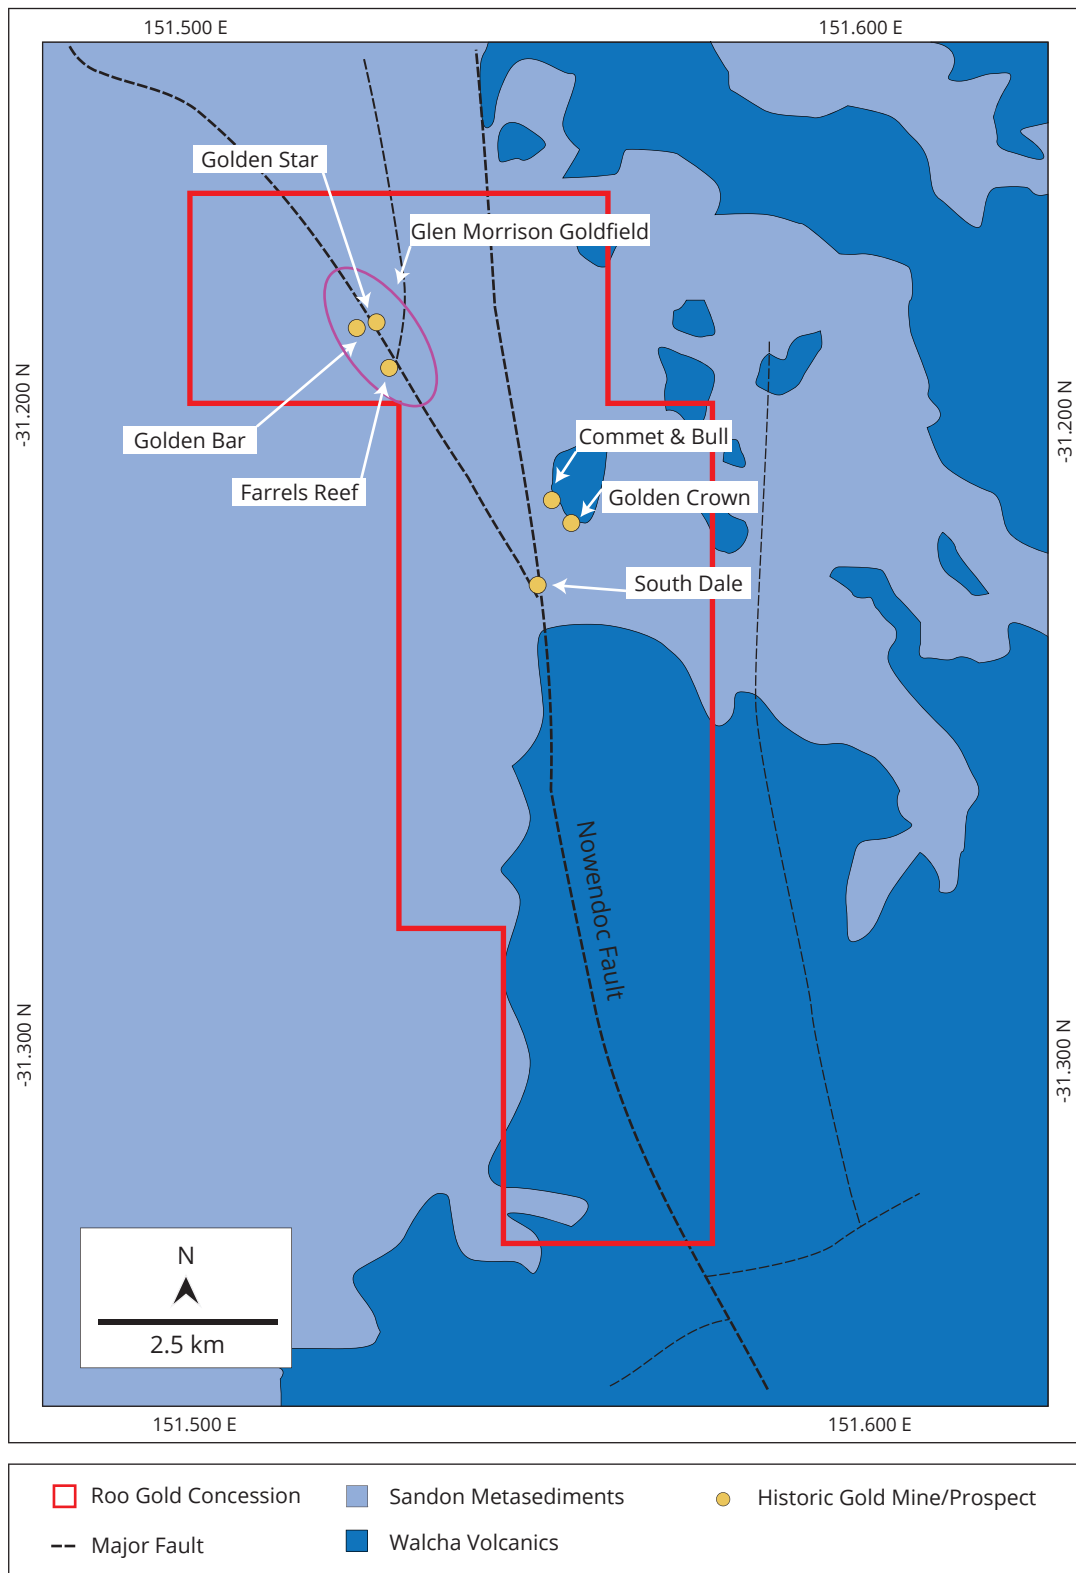 151.500 E
151.600 E
Golden Star
Glen Morrison Goldfield
-31.200 N
-31.200 N
Golden Bar
Commet & Bull
Farrels Reef
Golden Crown
South Dale
Nowendoc Fault
-31.300 N
-31.300 N
N
2.5 km
151.500 E
151.600 E
Roo Gold Concession
Sandon Metasediments
Historic Gold Mine/Prospect
Major Fault
Walcha Volcanics